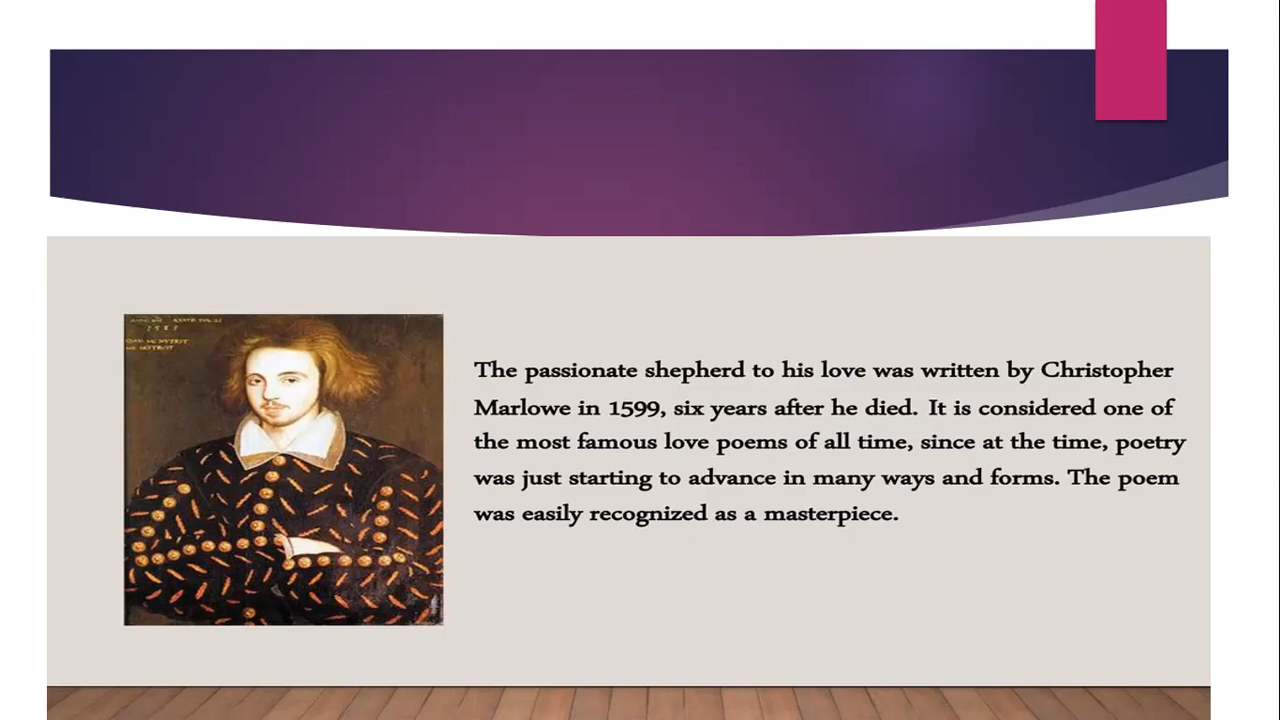 1585
The passionate shepherd to his love was written by Christopher
Marlowe in 1599, six years after he died. It is considered one of
the most famous love poems of all time, since at the time, poetry
was just starting to advance in many ways and forms. The poem
was easily recognized as a masterpiece.